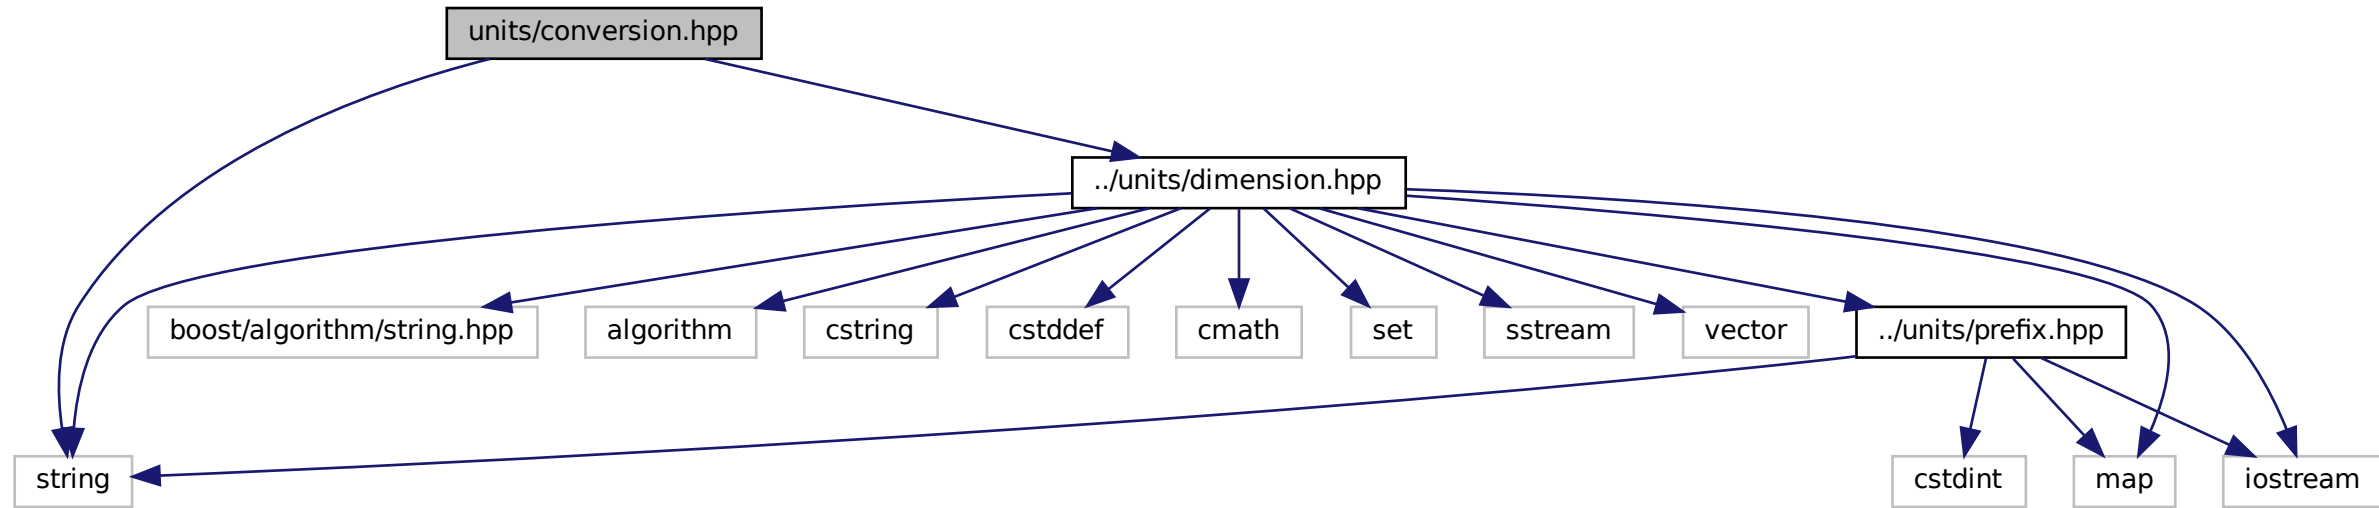 units/conversion.hpp
../units/dimension.hpp
boost/algorithm/string.hpp
algorithm
cstring
cstddef
cmath
set
sstream
vector
../units/prefix.hpp
string
cstdint
map
iostream